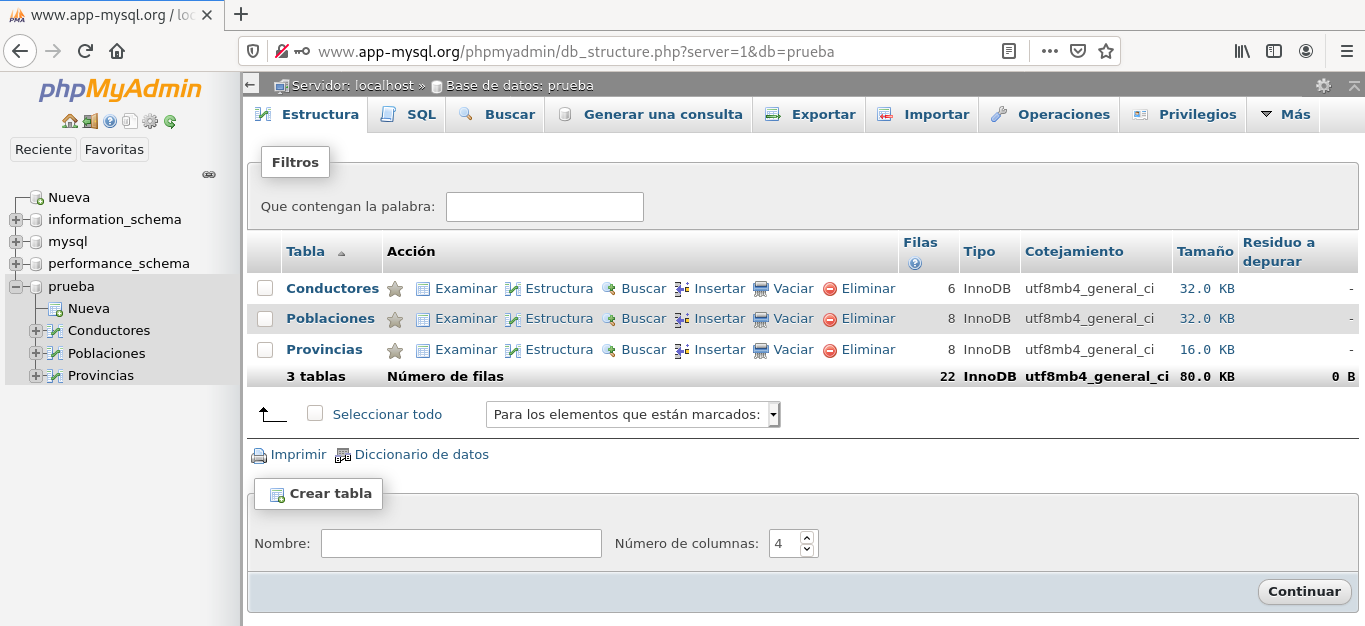 www.app-mysql.org / loc
www.app-mysql.org/phpmyadmin/db_structure.php?server=1&db=prueba
phpMyAdmin
Reciente Favoritas
Nueva
information_schema
mysql
performance_schema
prueba
Nueva
Conductores
Poblaciones
Provincias
Servidor: localhost » Base de datos: prueba
Estructura SQL Buscar Generar una consulta Exportar Importar Operaciones Privilegios Más
Filtros
Que contengan la palabra:
Tabla Acción Filas Tipo Cotejamiento Tamaño Residuo a depurar
Conductores Examinar Estructura Buscar Insertar Vaciar Eliminar 6 InnoDB utf8mb4_general_ci 32.0 KB -
Poblaciones Examinar Estructura Buscar Insertar Vaciar Eliminar 8 InnoDB utf8mb4_general_ci 32.0 KB -
Provincias Examinar Estructura Buscar Insertar Vaciar Eliminar 8 InnoDB utf8mb4_general_ci 16.0 KB -
3 tablas Número de filas 22 InnoDB utf8mb4_general_ci 80.0 KB 0 B
Seleccionar todo Para los elementos que están marcados:
Imprimir Diccionario de datos
Crear tabla
Nombre: Número de columnas: 4
Continuar